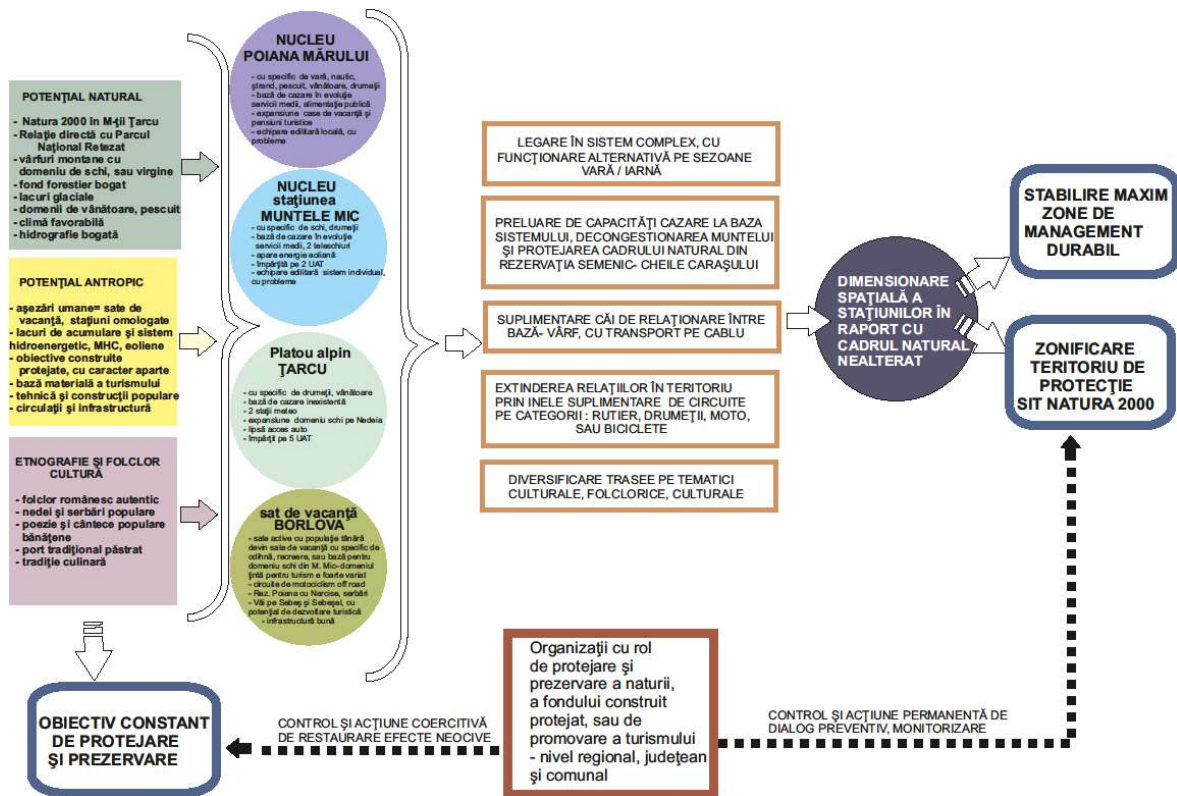 POTENȚIAL NATURAL
- Natura 2000 în M-ții Țarcu
- Relație directă cu Parcul
Național Retezat
- vârfuri montane cu
domeniu de schi, sau virgine
- fond forestier bogat
- lacuri glaciale
- domenii de vânătoare, pescuit
- climă favorabilă
- hidrografie bogată
POTENȚIAL ANTROPIC
- așezări umane= sate de
vacanță, stațiuni omologate
- lacuri de acumulare și sistem
hidroenergetic, MHC, eoliene
- obiective construite
protejate, cu caracter aparte
- bază materială a turismului
- tehnică și construcții populare
- circulații și infrastructură
ETNOGRAFIE ȘI FOLCLOR
CULTURĂ
- folclor românesc autentic
- nedei și serbări populare
- poezie și cântece populare
bănățene
- port tradițional păstrat
- tradiție culinară
OBIECTIV CONSTANT
DE PROTEJARE
ȘI PREZERVARE
NUCLEU
POIANA MĂRULUI
- cu specific de vară, nautic,
ștrand, pescuit, vânătoare, drumeții
- bază de cazare în evoluție
servicii medii, alimentație publică
- expansiune case de vacanță și
pensiuni turistice
- echipare edilitară locală, cu
probleme
NUCLEU
stațiunea
MUNTELE MIC
- cu specific de schi, drumeții
- bază de cazare în evoluție
servicii medii, 2 teleschiuri
- apare energie eoliană
- împărțită pe 2 UAT
- echipare edilitară sistem individual,
cu probleme
Platou alpin
ȚARCU
- cu specific de drumeții, vânătoare
- bază de cazare inexistentă
- 2 stații meteo
- expansiune domeniu schi pe Nedeia
- lipsă acces auto
- împărțit pe 5 UAT
sat de vacanță
BORLOVA
- sate active cu populație tânără
devin sate de vacanță cu specific de
odihnă, recreere, sau bază pentru
domeniu schi din M. Mic-domeniul
țintă pentru turism e foarte variat
- circuite de motociclism off road
- Rez. Poiana cu Narcise, serbări
- Văi pe Sebeș și Sebeșel, cu
potențial de dezvoltare turistică
- infrastructură bună
LEGARE ÎN SISTEM COMPLEX, CU
FUNCȚIONARE ALTERNATIVĂ PE SEZOANE
VARĂ / IARNĂ
PRELUARE DE CAPACITĂȚI CAZARE LA BAZA
SISTEMULUI, DECONGESTIONAREA MUNTELUI
ȘI PROTEJAREA CADRULUI NATURAL DIN
REZERVAȚIA SEMENIC- CHEILE CARAȘULUI
SUPLIMENTARE CĂI DE RELAȚIONARE ÎNTRE
BAZĂ- VÂRF, CU TRANSPORT PE CABLU
EXTINDEREA RELAȚIILOR ÎN TERITORIU
PRIN INELE SUPLIMENTARE DE CIRCUITE
PE CATEGORII : RUTIER, DRUMEȚII, MOTO,
SAU BICICLETE
DIVERSIFICARE TRASEE PE TEMATICI
CULTURALE, FOLCLORICE, CULTURALE
DIMENSIONARE
SPAȚIALĂ A
STAȚIUNILOR ÎN
RAPORT CU
CADRUL NATURAL
NEALTERAT
STABILIRE MAXIM
ZONE DE
MANAGEMENT
DURABIL
ZONIFICARE
TERITORIU DE
PROTECȚIE
SIT NATURA 2000
CONTROL ȘI ACȚIUNE COERCITIVĂ
DE RESTAURARE EFECTE NEOCIVE
Organizații cu rol
de protejare și
prezervare a naturii,
a fondului construit
protejat, sau de
promovare a turismului
- nivel regional, județean
și comunal
CONTROL ȘI ACȚIUNE PERMANENTĂ DE
DIALOG PREVENTIV, MONITORIZARE